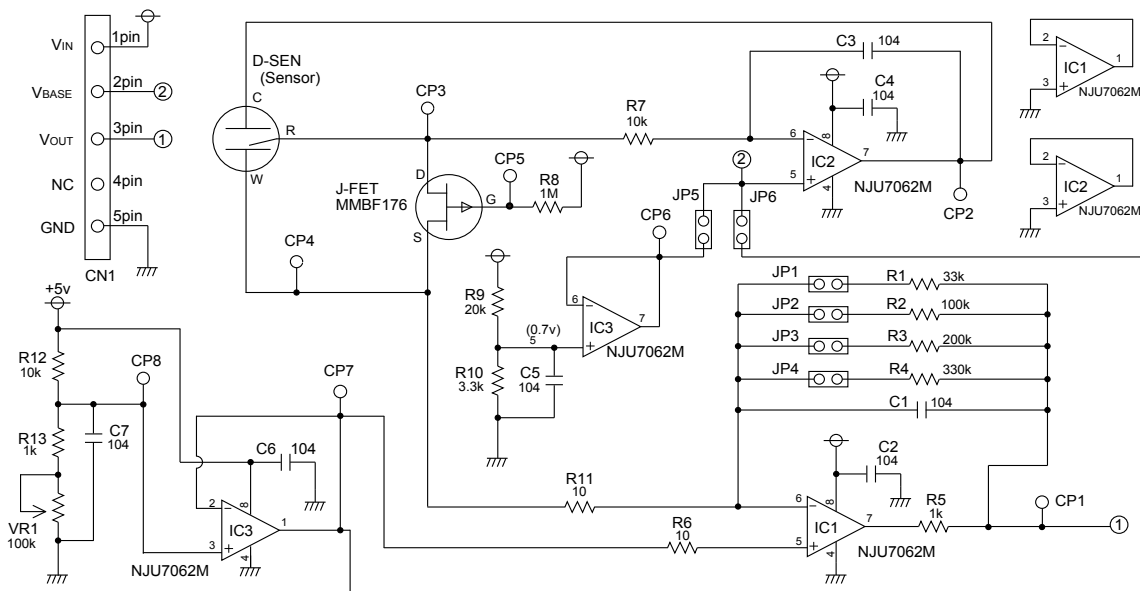 VIN 1pin
VBASE 2pin ②
VOUT 3pin ①
NC 4pin
GND 5pin
CN1
D-SEN
(Sensor)
C
R
W
CP3
R7
10k
C3 104
C4
104
6 8 7
IC2
5 4
NJU7062M
CP2
2
IC1 1
3 NJU7062M
2
IC2 1
3 NJU7062M
J-FET
MMBF176
D
G
S
CP5
R8
1M
②
JP5 JP6
CP6
CP4
R9
20k
6
IC3 7
(0.7v)
5
NJU7062M
R10
3.3k
C5
104
JP1 R1 33k
JP2 R2 100k
JP3 R3 200k
JP4 R4 330k
C1 104
+5v
R12
10k
CP8
CP7
R13
1k
C7
104
VR1
100k
C6 104
2 8
IC3 1
3 4
NJU7062M
R11
10
R6
10
C2
104
6 8 7
IC1
5 4
NJU7062M
R5
1k
CP1
①